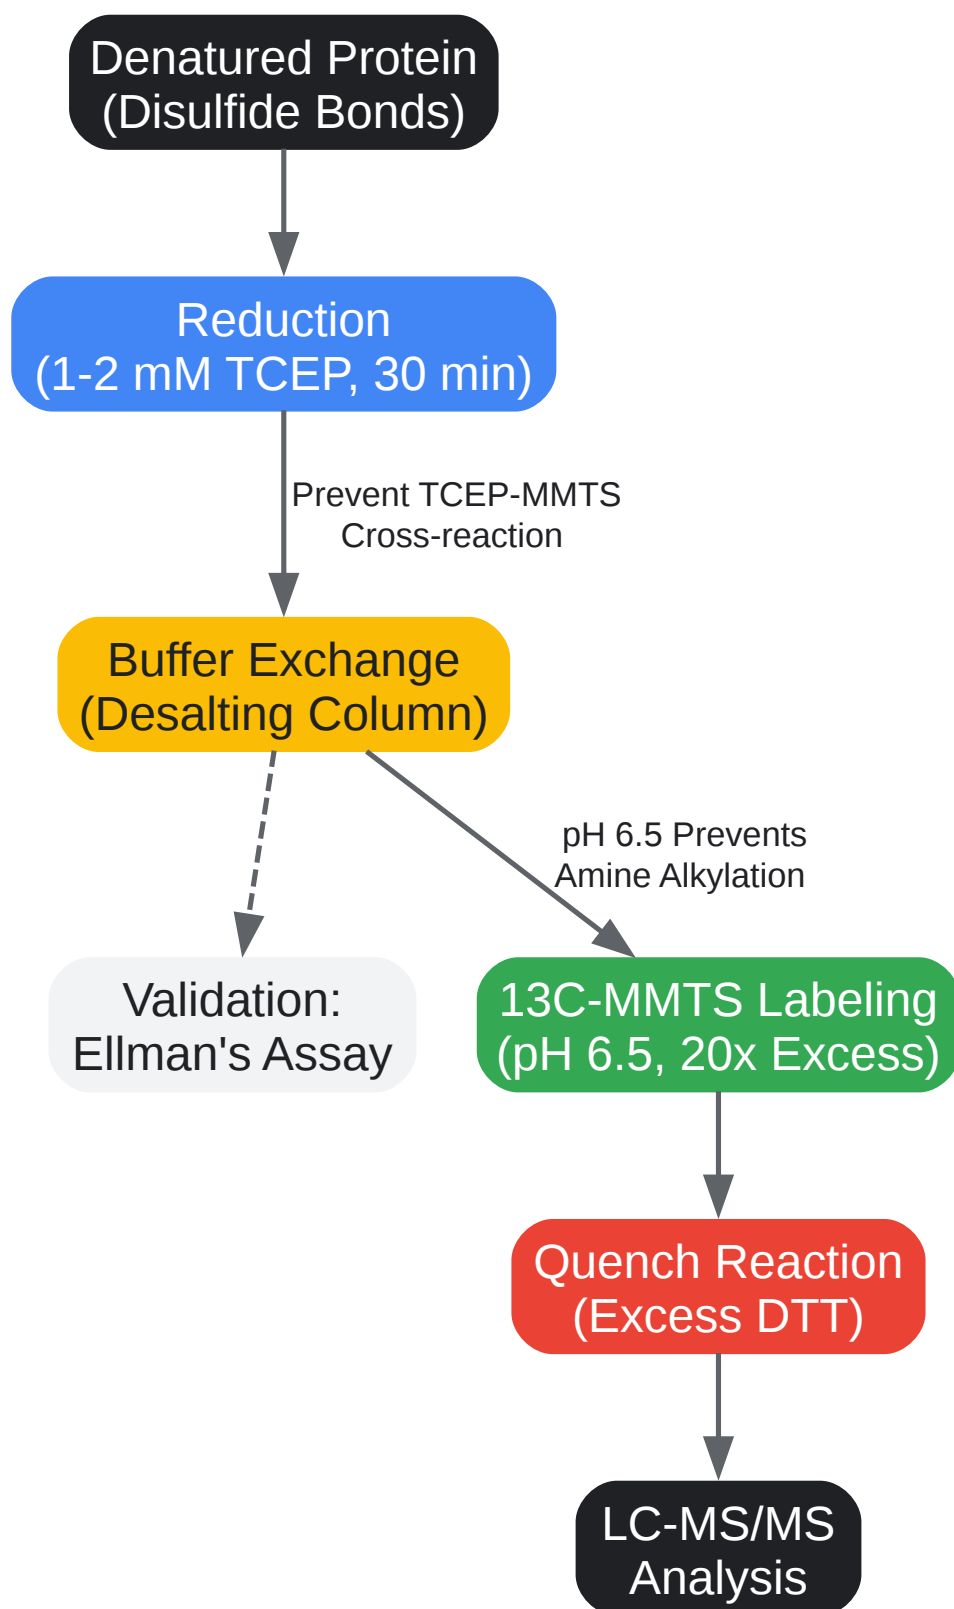 Denatured Protein
(Disulfide Bonds)
Reduction
(1-2 mM TCEP, 30 min)
Prevent TCEP-MMTS
Cross-reaction
Buffer Exchange
(Desalting Column)
pH 6.5 Prevents
Amine Alkylation
Validation:
Ellman's Assay
13C-MMTS Labeling
(pH 6.5, 20x Excess)
Quench Reaction
(Excess DTT)
LC-MS/MS
Analysis